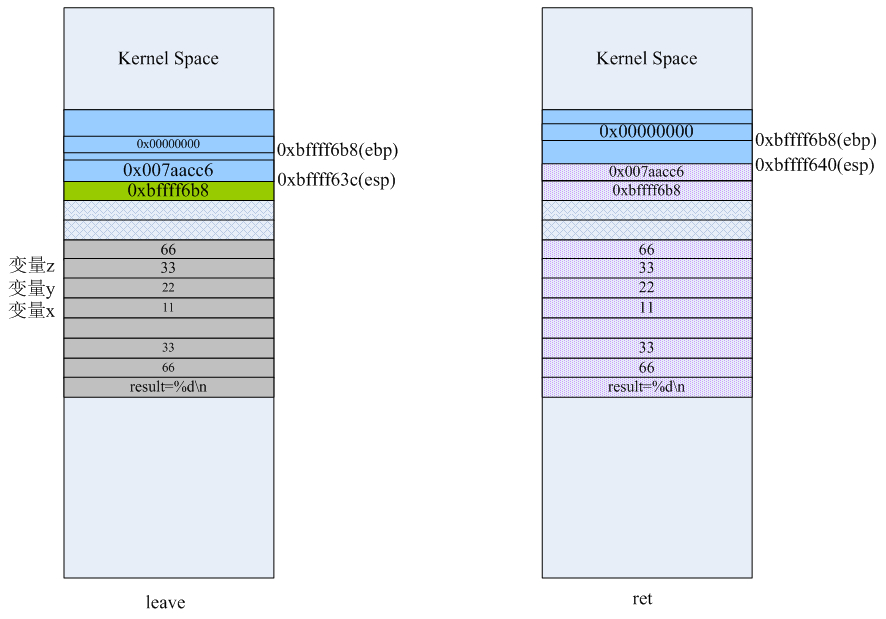 Kernel Space
0x00000000
0xbffff6b8(ebp)
0x007aacc6
0xbffff63c(esp)
0xbffff6b8
66
变量z
33
变量y
22
变量x
11
33
66
result=%d\n
leave
Kernel Space
0x00000000
0xbffff6b8(ebp)
0xbffff640(esp)
0x007aacc6
0xbffff6b8
66
33
22
11
33
66
result=%d\n
ret